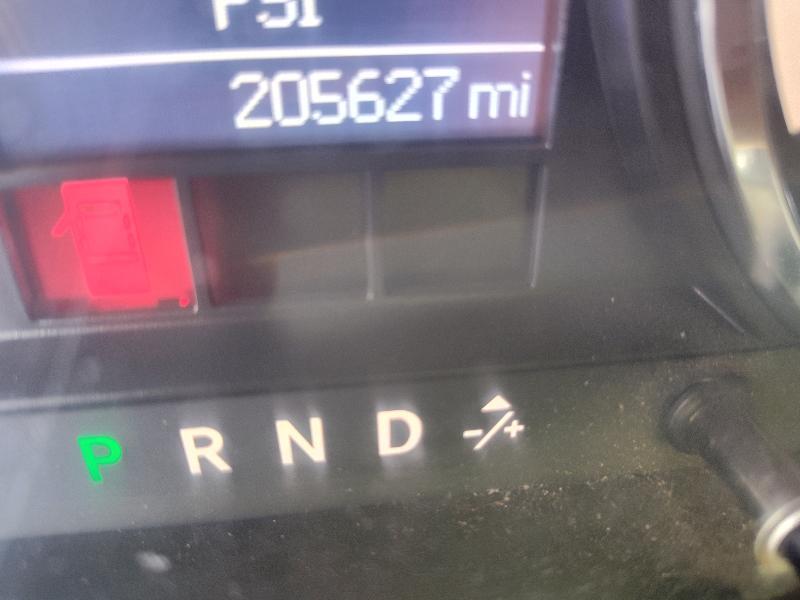 PSI
205627 mi
P R N D -/+